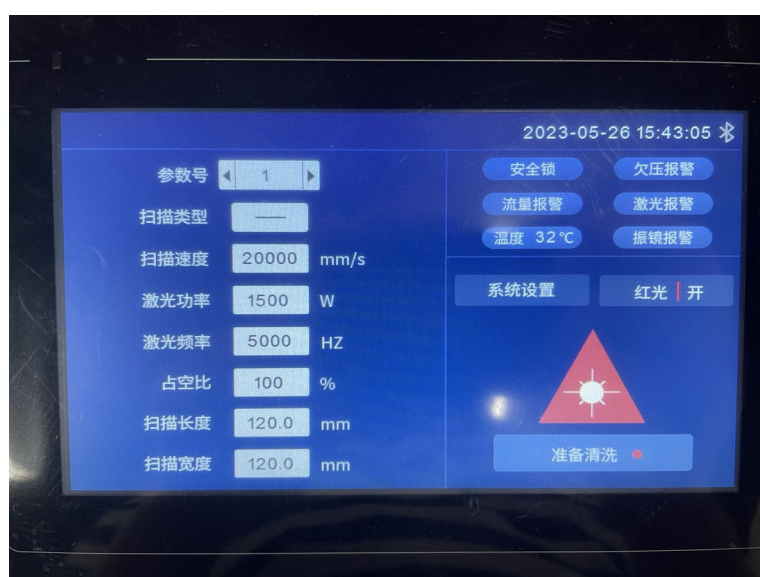 2023-05-26 15:43:05
参数号 1
扫描类型 —
扫描速度 20000 mm/s
激光功率 1500 W
激光频率 5000 HZ
占空比 100 %
扫描长度 120.0 mm
扫描宽度 120.0 mm
安全锁 欠压报警
流量报警 激光报警
温度 32℃ 振镜报警
系统设置 红光 | 开
准备清洗